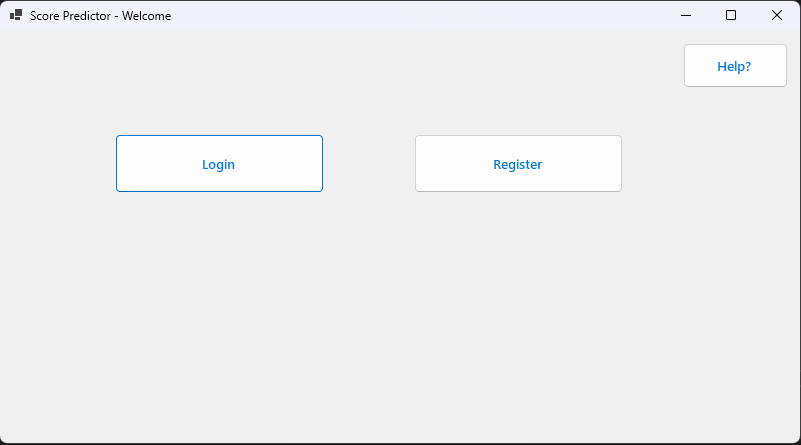 Score Predictor - Welcome
Help?
Login
Register